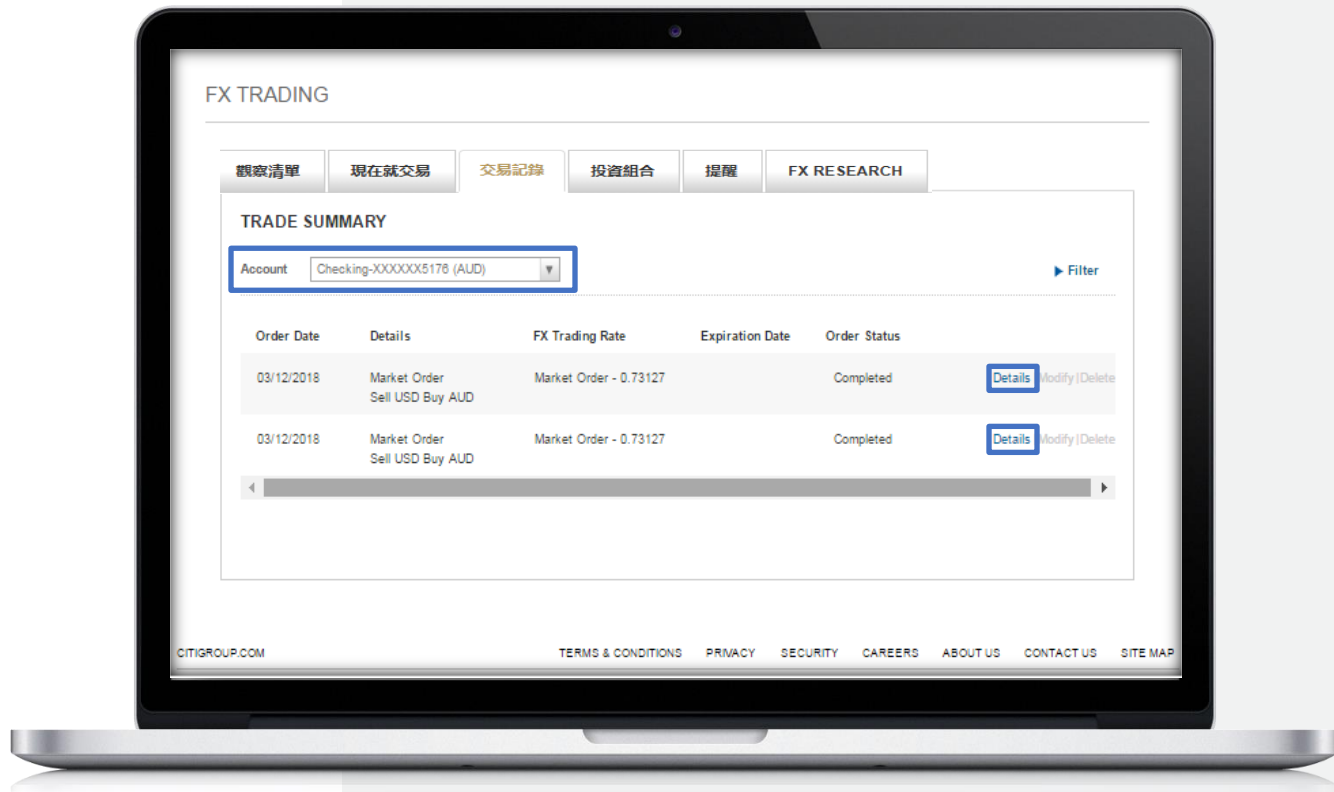 FX TRADING
觀察清單 現在就交易 交易記錄 投資組合 提醒 FX RESEARCH
TRADE SUMMARY
Account Checking-XXXXXX5176 (AUD) Filter
Order Date Details FX Trading Rate Expiration Date Order Status
03/12/2018 Market Order Market Order - 0.73127 Completed Details Modify|Delete
Sell USD Buy AUD
03/12/2018 Market Order Market Order - 0.73127 Completed Details Modify|Delete
Sell USD Buy AUD
CITIGROUP.COM TERMS & CONDITIONS PRIVACY SECURITY CAREERS ABOUT US CONTACT US SITE MAP